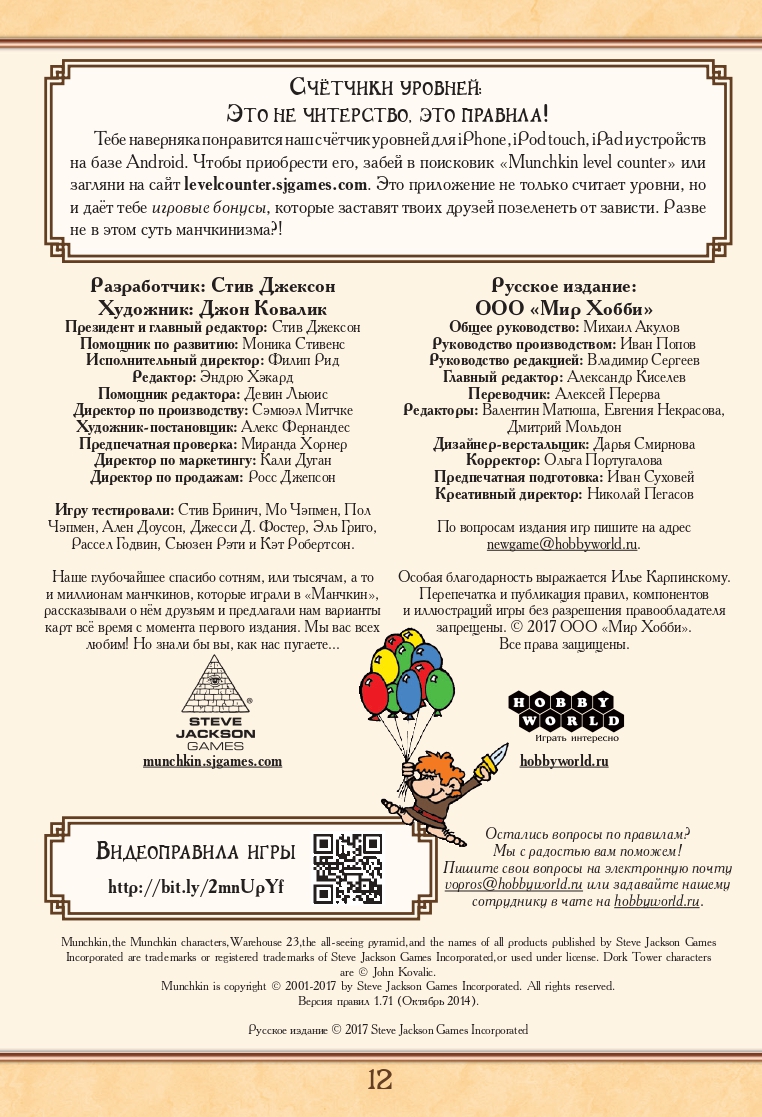 Счётчики уровней:
Это не читерство, это правила!
Тебе наверняка понравится наш счётчик уровней для iPhone, iPod touch, iPad и устройств
на базе Android. Чтобы приобрести его, забей в поисковик «Munchkin level counter» или
загляни на сайт levelcounter.sjgames.com. Это приложение не только считает уровни, но
и даёт тебе игровые бонусы, которые заставят твоих друзей позеленеть от зависти. Разве
не в этом суть манчкинизма?!
Разработчик: Стив Джексон
Художник: Джон Ковалик
Президент и главный редактор: Стив Джексон
Помощник по развитию: Моника Стивенс
Исполнительный директор: Филип Рид
Редактор: Эндрю Хэкард
Помощник редактора: Девин Льюис
Директор по производству: Сэмюэл Митчке
Художник-постановщик: Алекс Фернандес
Предпечатная проверка: Миранда Хорнер
Директор по маркетингу: Кали Дуган
Директор по продажам: Росс Джепсон
Игру тестировали: Стив Бринич, Мо Чэпмен, Пол
Чэпмен, Ален Доусон, Джесси Д. Фостер, Эль Григо,
Рассел Годвин, Сьюзен Рэти и Кэт Робертсон.
Наше глубочайшее спасибо сотням, или тысячам, а то
и миллионам манчкинов, которые играли в «Манчкин»,
рассказывали о нём друзьям и предлагали нам варианты
карт всё время с момента первого издания. Мы вас всех
любим! Но знали бы вы, как нас пугаете...
STEVE
JACKSON
GAMES
®
munchkin.sjgames.com
Русское издание:
ООО «Мир Хобби»
Общее руководство: Михаил Акулов
Руководство производством: Иван Попов
Руководство редакцией: Владимир Сергеев
Главный редактор: Александр Киселев
Переводчик: Алексей Перерва
Редакторы: Валентин Матюша, Евгения Некрасова,
Дмитрий Мольдон
Дизайнер-верстальщик: Дарья Смирнова
Корректор: Ольга Португалова
Предпечатная подготовка: Иван Суховей
Креативный директор: Николай Пегасов
По вопросам издания игр пишите на адрес
newgame@hobbyworld.ru.
Особая благодарность выражается Илье Карпинскому.
Перепечатка и публикация правил, компонентов
и иллюстраций игры без разрешения правообладателя
запрещены. © 2017 ООО «Мир Хобби».
Все права защищены.
HOBBY
WORLD
Играть интересно
hobbyworld.ru
Видеоправила игры
http://bit.ly/2mnUpYf
Остались вопросы по правилам?
Мы с радостью вам поможем!
Пишите свои вопросы на электронную почту
vopros@hobbyworld.ru или задавайте нашему
сотруднику в чате на hobbyworld.ru.
Munchkin, the Munchkin characters, Warehouse 23, the all-seeing pyramid, and the names of all products published by Steve Jackson Games
Incorporated are trademarks or registered trademarks of Steve Jackson Games Incorporated, or used under license. Dork Tower characters
are © John Kovalic.
Munchkin is copyright © 2001-2017 by Steve Jackson Games Incorporated. All rights reserved.
Версия правил 1.71 (Октябрь 2014).
Русское издание © 2017 Steve Jackson Games Incorporated
12